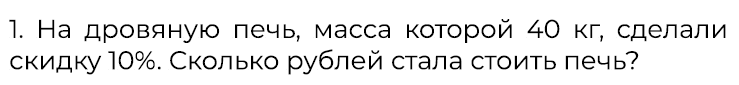 1. На дровяную печь, масса которой 40 кг, сделали
скидку 10%. Сколько рублей стала стоить печь?